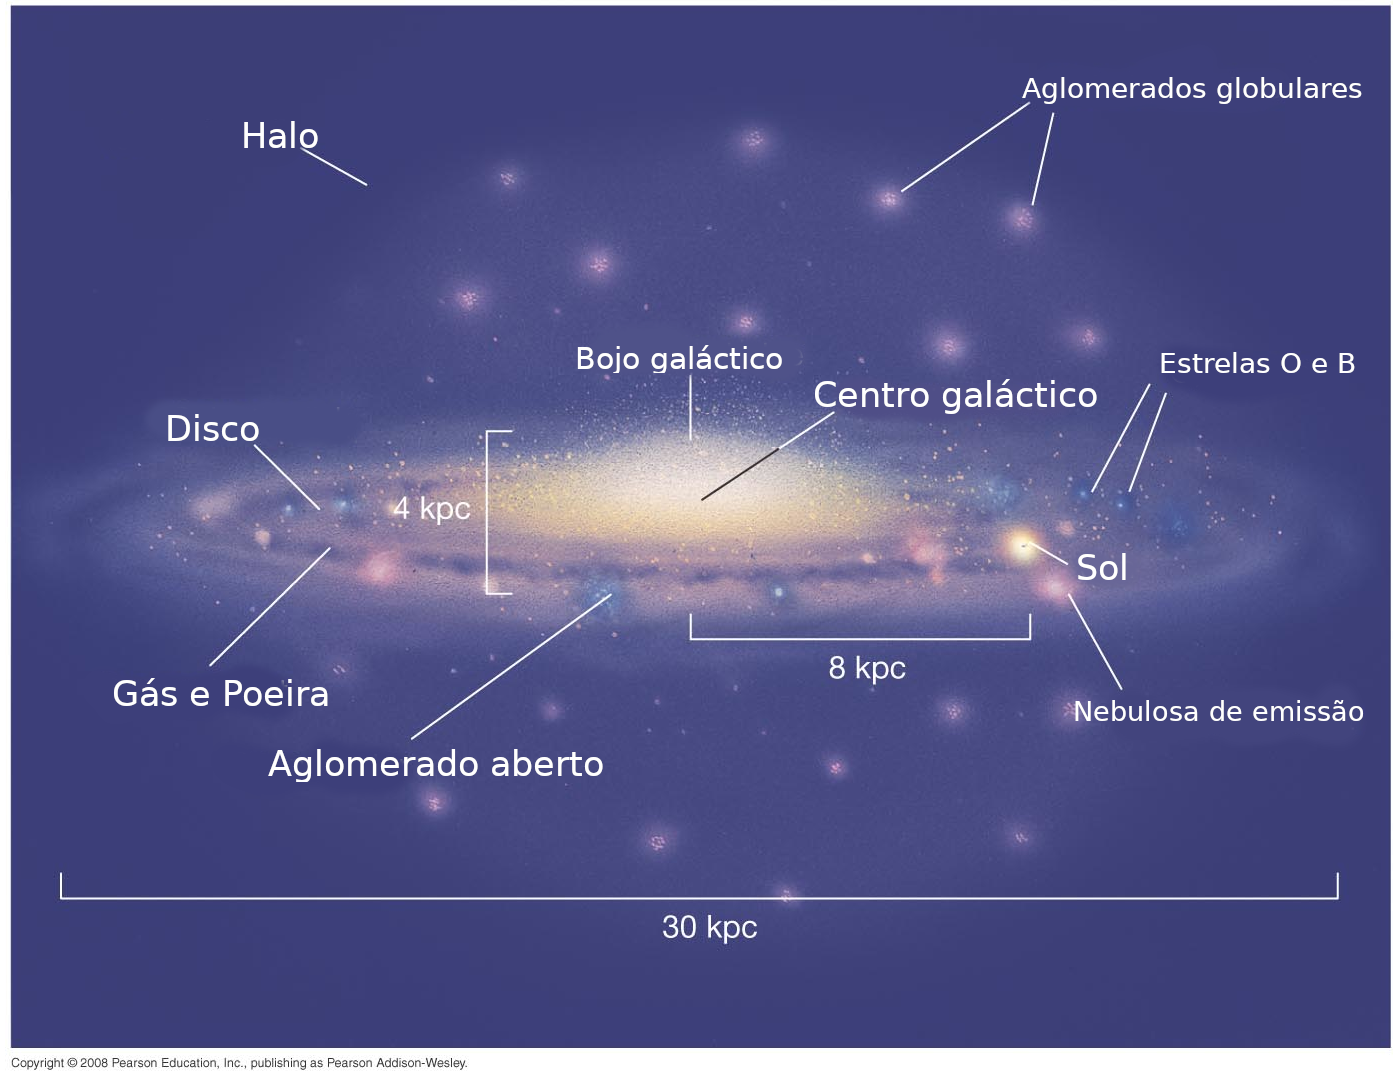 Aglomerados globulares
Halo
Bojo galáctico
Estrelas O e B
Centro galáctico
Disco
4 kpc
Sol
8 kpc
Gás e Poeira
Nebulosa de emissão
Aglomerado aberto
30 kpc
Copyright © 2008 Pearson Education, Inc., publishing as Pearson Addison-Wesley.